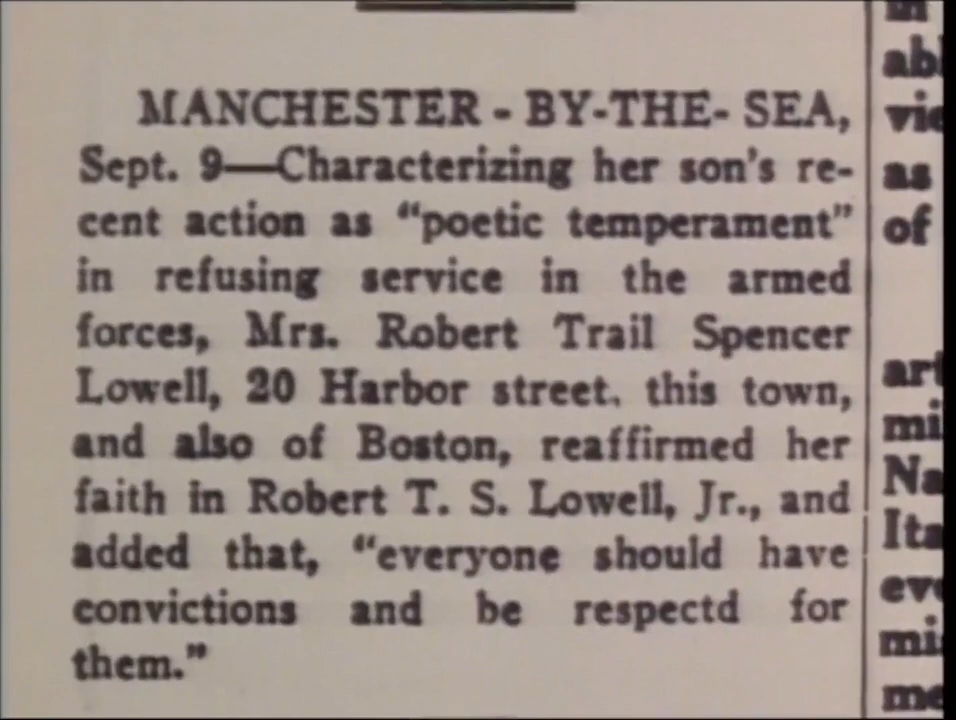 MANCHESTER - BY-THE- SEA,
Sept. 9—Characterizing her son's re-
cent action as "poetic temperament"
in refusing service in the armed
forces, Mrs. Robert Trail Spencer
Lowell, 20 Harbor street. this town,
and also of Boston, reaffirmed her
faith in Robert T. S. Lowell, Jr., and
added that, "everyone should have
convictions and be respectd for
them."
as
of